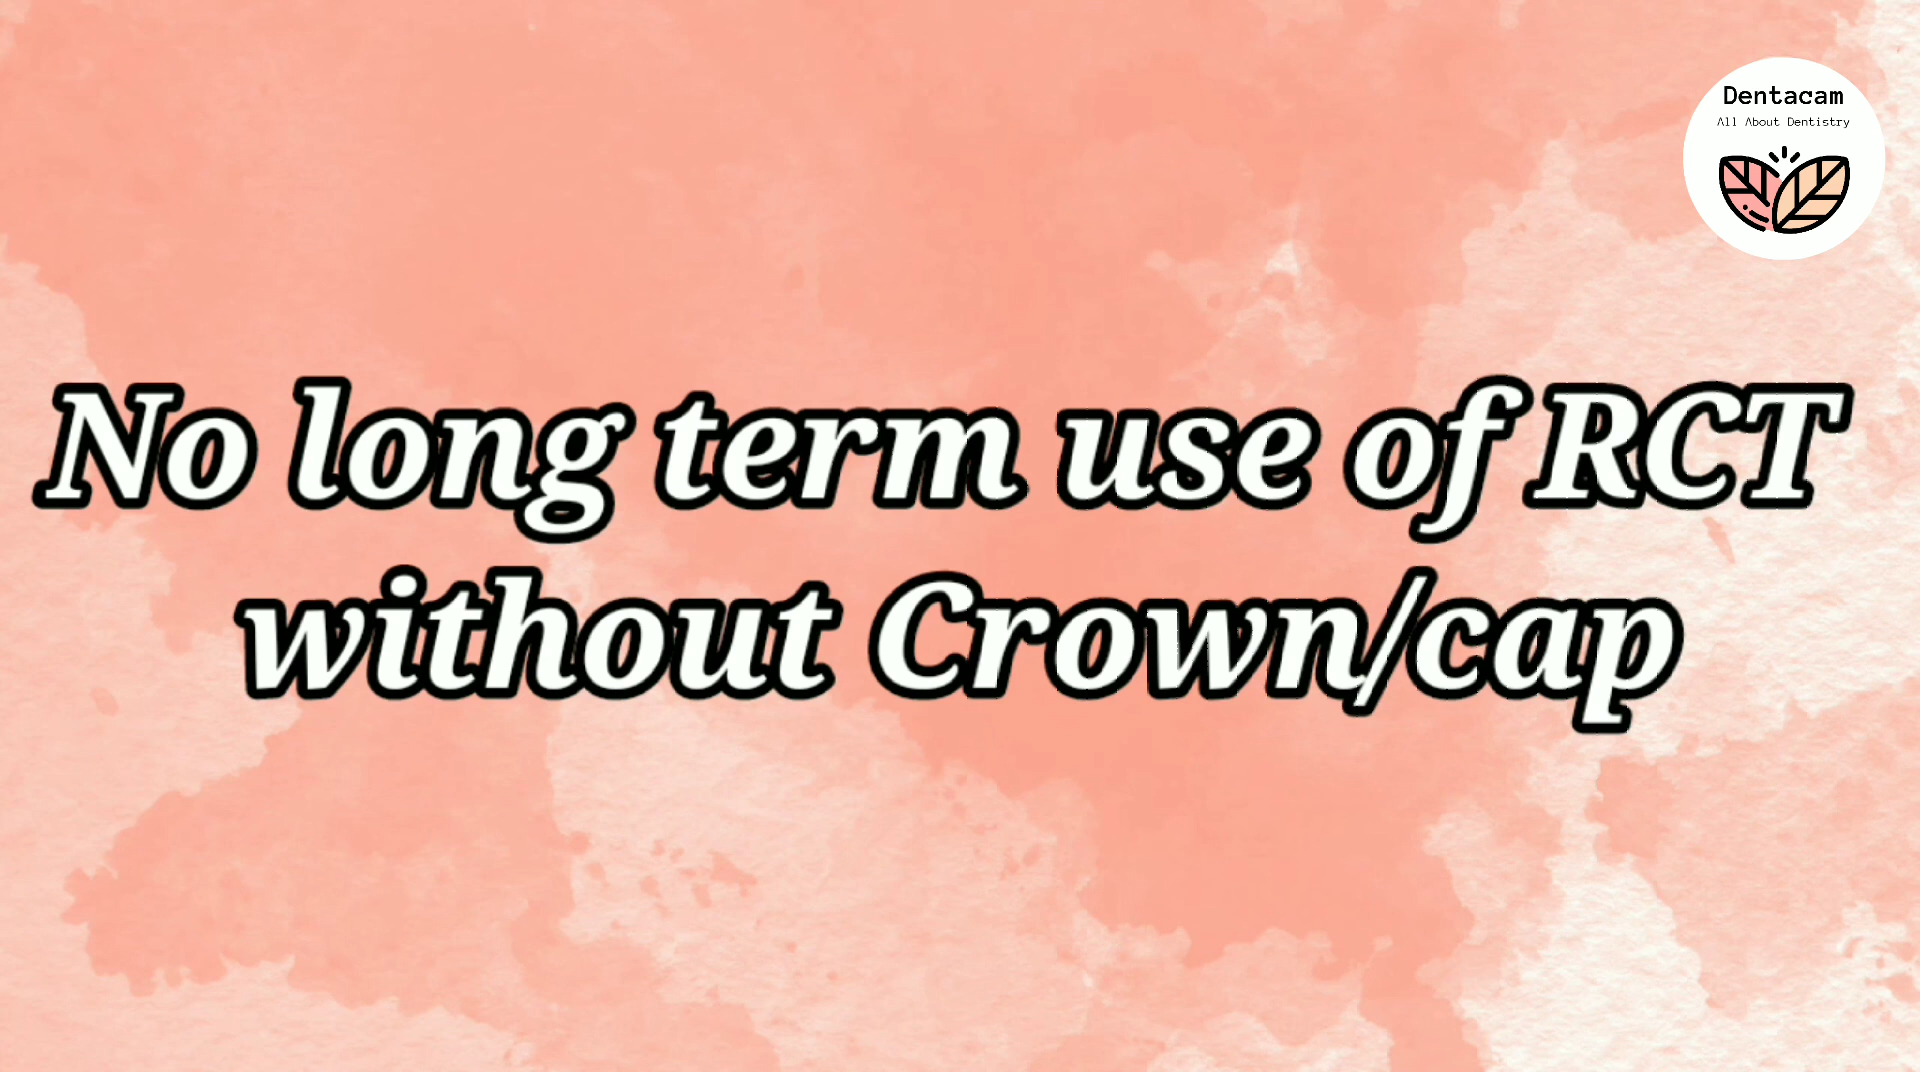 Dentacam
All About Dentistry
No long term use of RCT
without Crown/cap